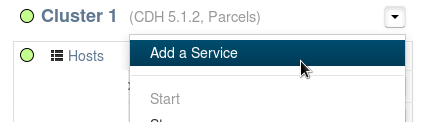 Cluster 1 (CDH 5.1.2, Parcels)
Hosts
Add a Service
Start